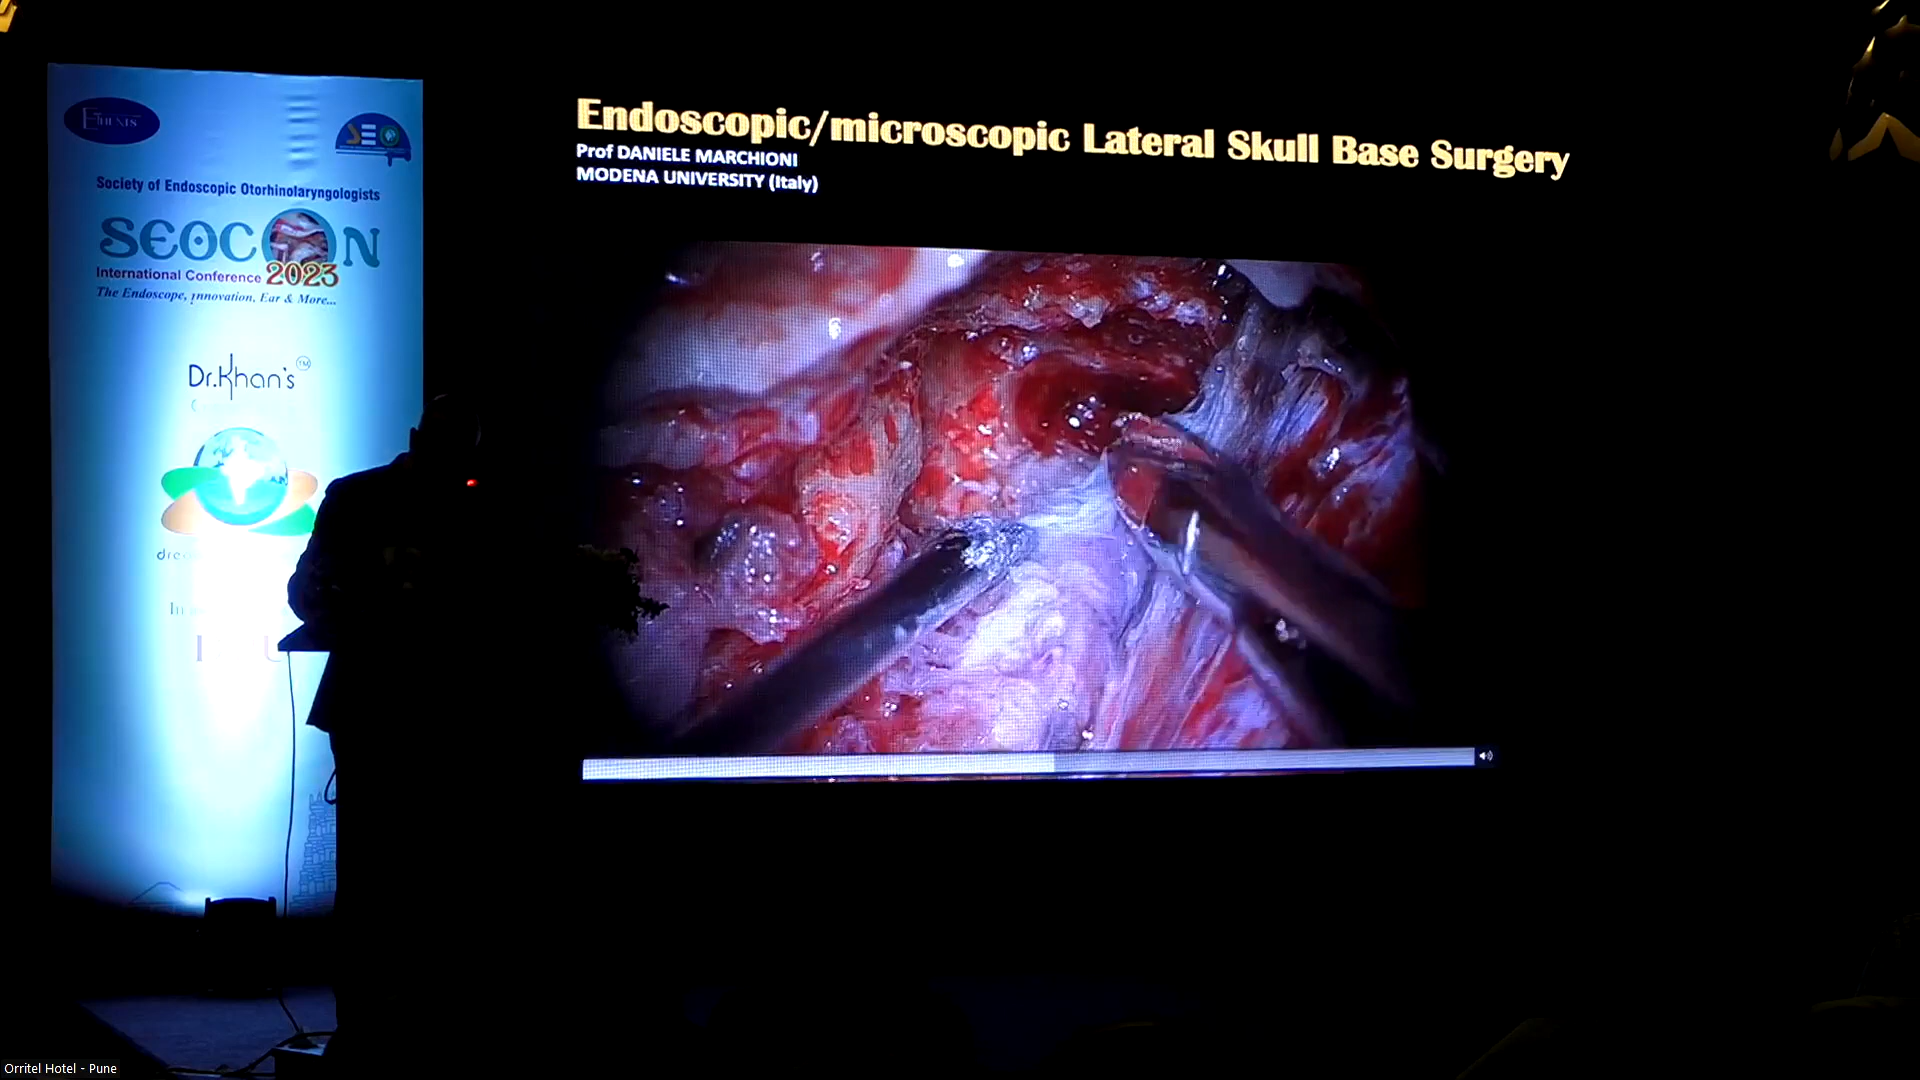 Society of Endoscopic Otorhinolaryngologists
SEOCON
International Conference 2023
The Endoscope, Innovation, Ear & More...
Dr.Khan's TM
Endoscopic/microscopic Lateral Skull Base Surgery
Prof DANIELE MARCHIONI
MODENA UNIVERSITY (Italy)
Orritel Hotel - Pune